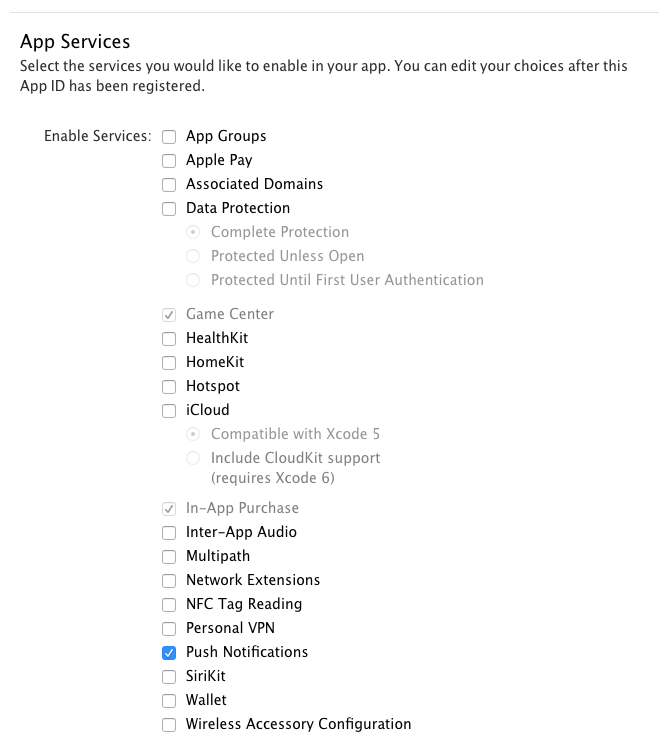 App Services
Select the services you would like to enable in your app. You can edit your choices after this
App ID has been registered.
Enable Services: App Groups
Apple Pay
Associated Domains
Data Protection
Complete Protection
Protected Unless Open
Protected Until First User Authentication
Game Center
HealthKit
HomeKit
Hotspot
iCloud
Compatible with Xcode 5
Include CloudKit support
(requires Xcode 6)
In-App Purchase
Inter-App Audio
Multipath
Network Extensions
NFC Tag Reading
Personal VPN
Push Notifications
SiriKit
Wallet
Wireless Accessory Configuration